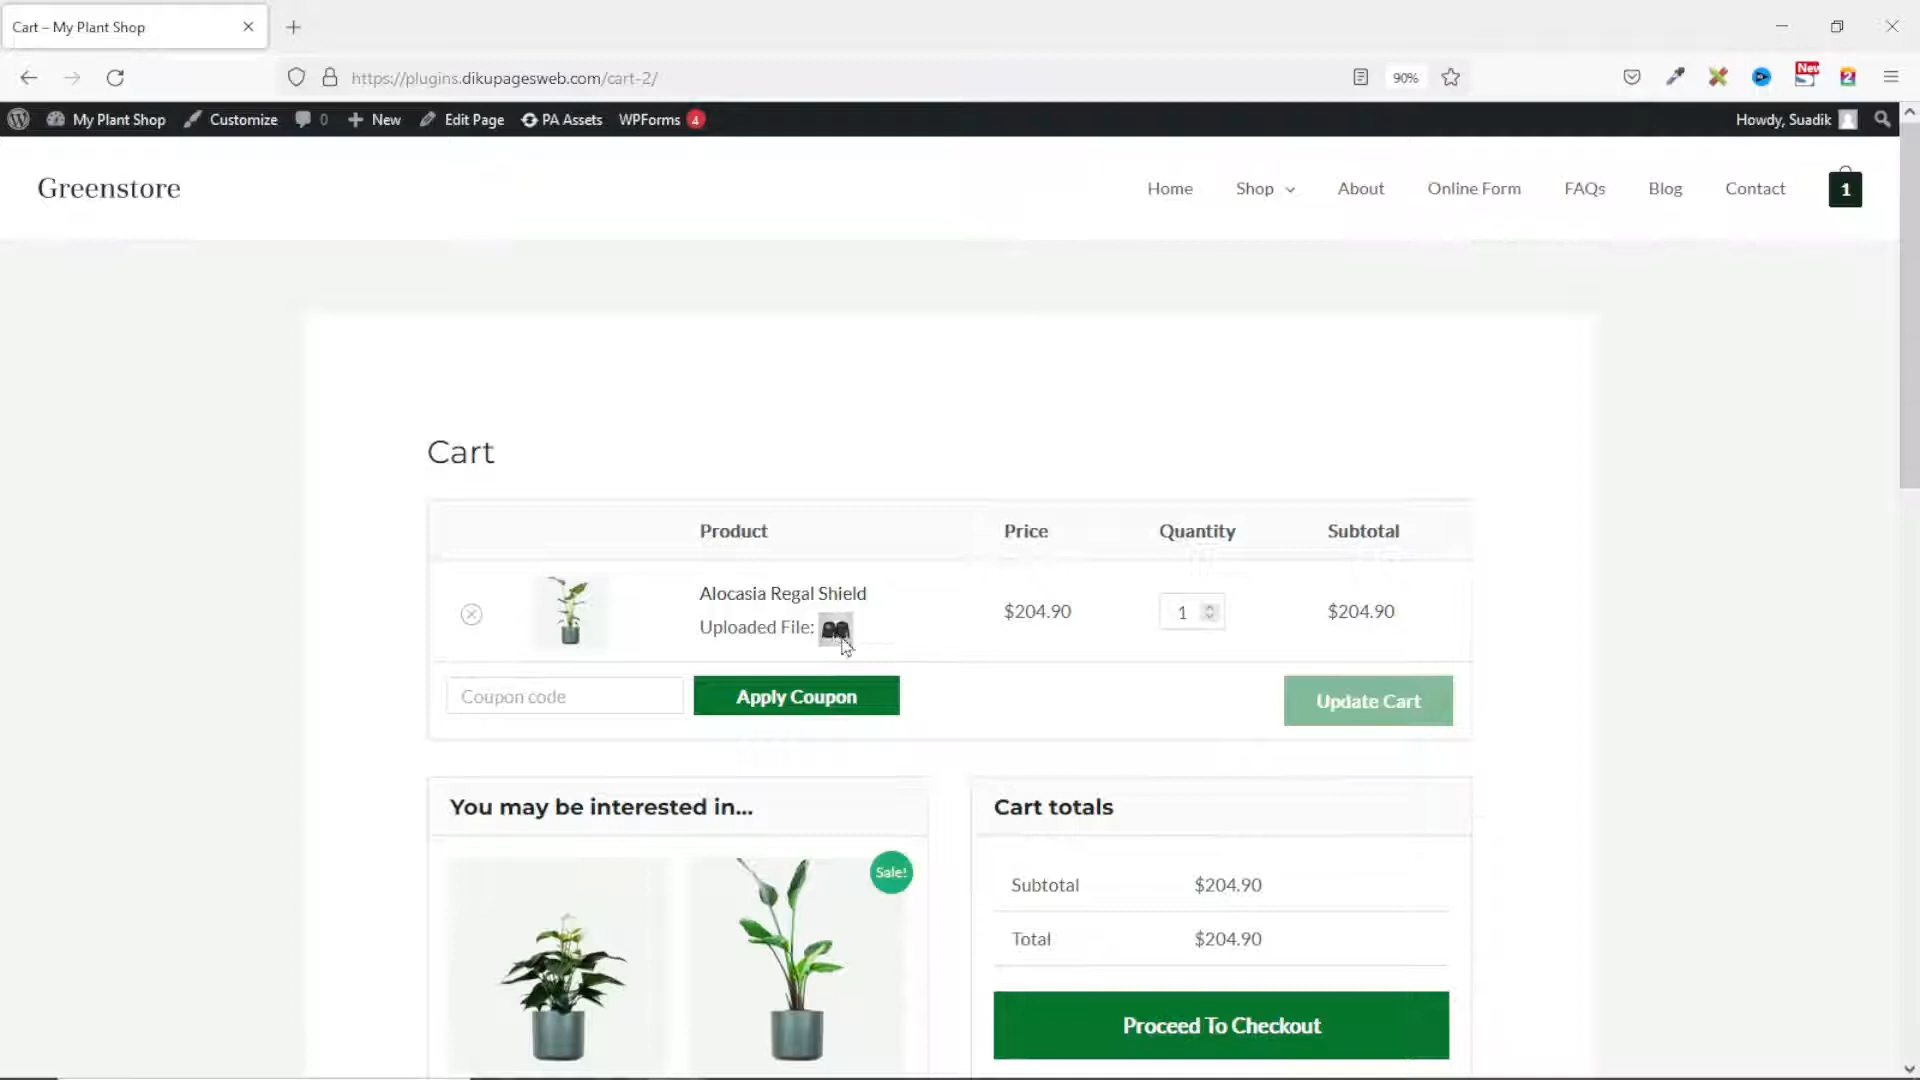 Cart – My Plant Shop
https://plugins.dikupagesweb.com/cart-2/
90%
New
2
My Plant Shop
Customize
0
New
Edit Page
PA Assets
WPForms 4
Howdy, Suadik
Greenstore
Home
Shop
About
Online Form
FAQs
Blog
Contact
1
Cart
Product
Price
Quantity
Subtotal
Alocasia Regal Shield
Uploaded File:
$204.90
1
$204.90
Coupon code
Apply Coupon
Update Cart
You may be interested in...
Sale!
Cart totals
Subtotal $204.90
Total $204.90
Proceed To Checkout